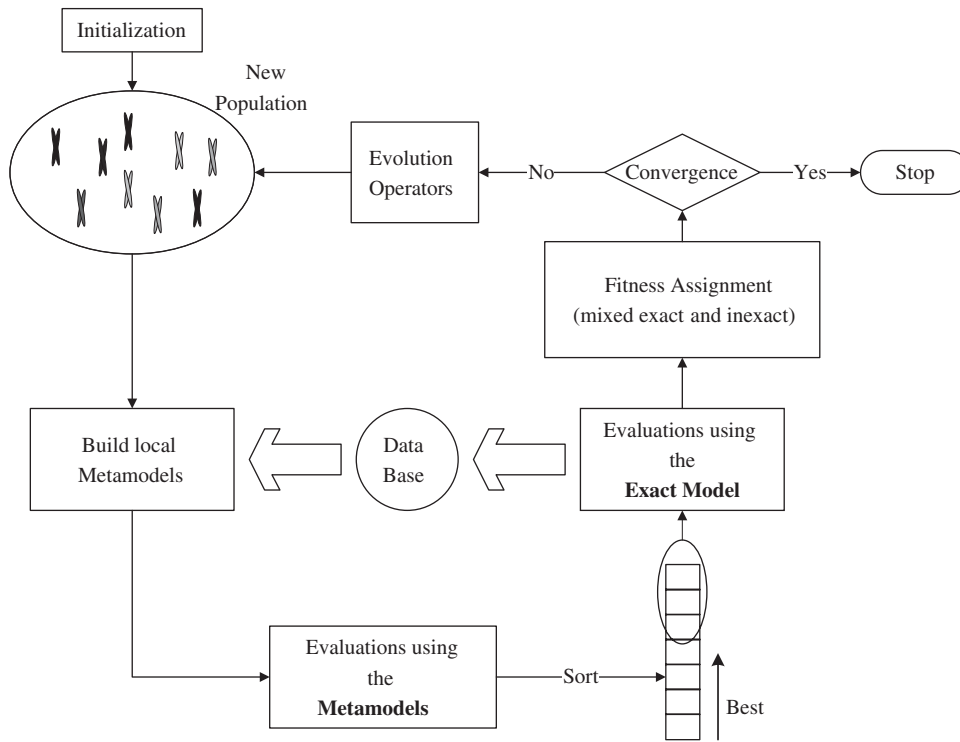 Initialization
New
Population
Evolution
Operators
No
Convergence
Yes
Stop
Fitness Assignment
(mixed exact and inexact)
Build local
Metamodels
Data
Base
Evaluations using
the
Exact Model
Evaluations using
the
Metamodels
Sort
Best